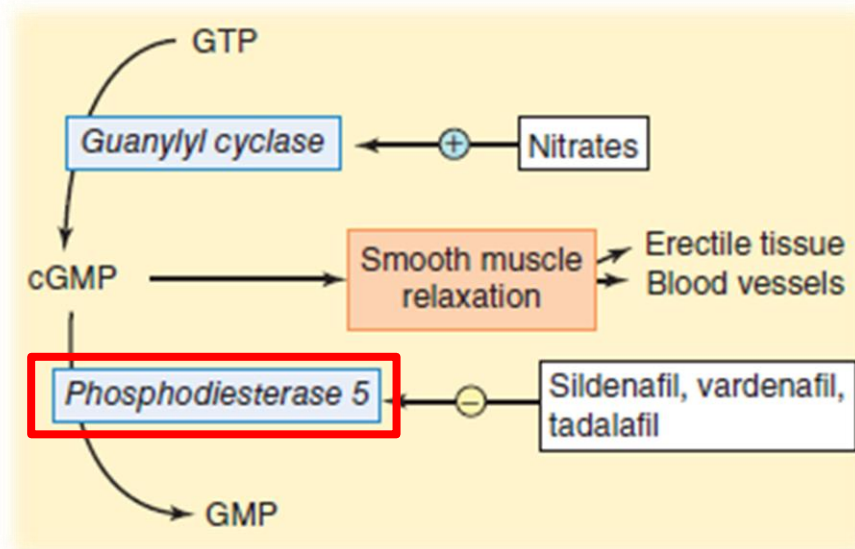 GTP
Guanylyl cyclase
+
Nitrates
cGMP
Smooth muscle
relaxation
Erectile tissue
Blood vessels
Phosphodiesterase 5
−
Sildenafil, vardenafil,
tadalafil
GMP